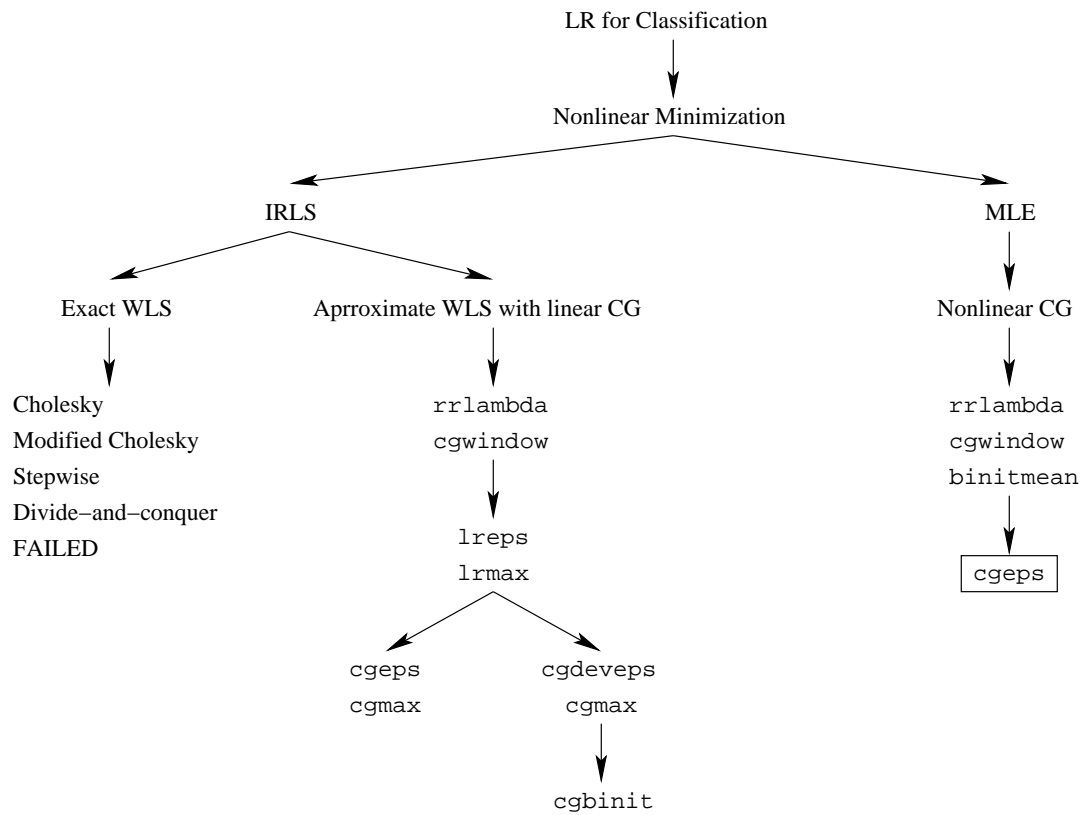 LR for Classification
Nonlinear Minimization
IRLS
MLE
Exact WLS
Aprroximate WLS with linear CG
Nonlinear CG
Cholesky
Modified Cholesky
Stepwise
Divide−and−conquer
FAILED
rrlambda
cgwindow
lreps
lrmax
cgeps
cgmax
cgdeveps
cgmax
cgbinit
rrlambda
cgwindow
binitmean
cgeps